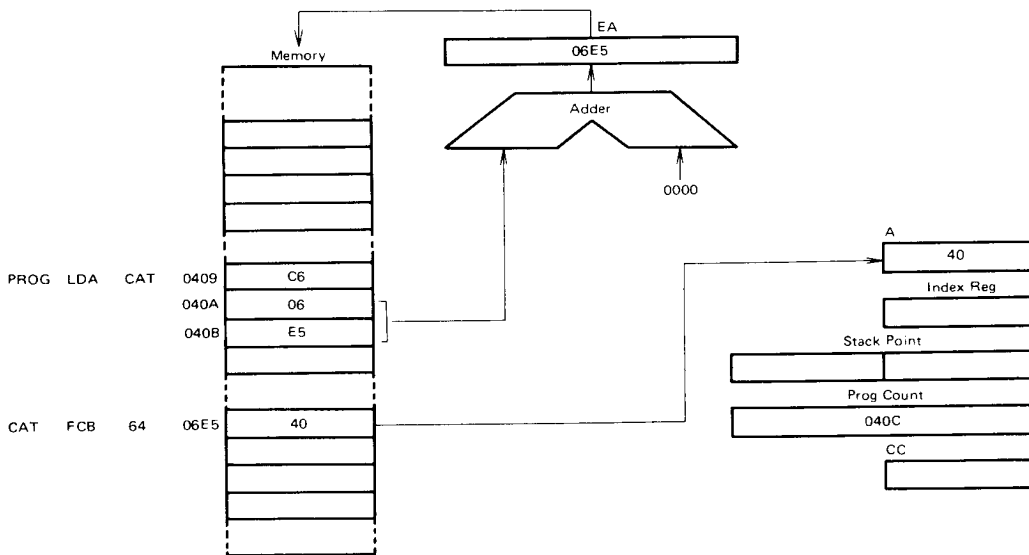 EA
06E5
Memory
Adder
0000
A
PROG LDA CAT 0409 C6
40
Index Reg
040A 06
040B E5
Stack Point
Prog Count
CAT FCB 64 06E5 40
040C
CC